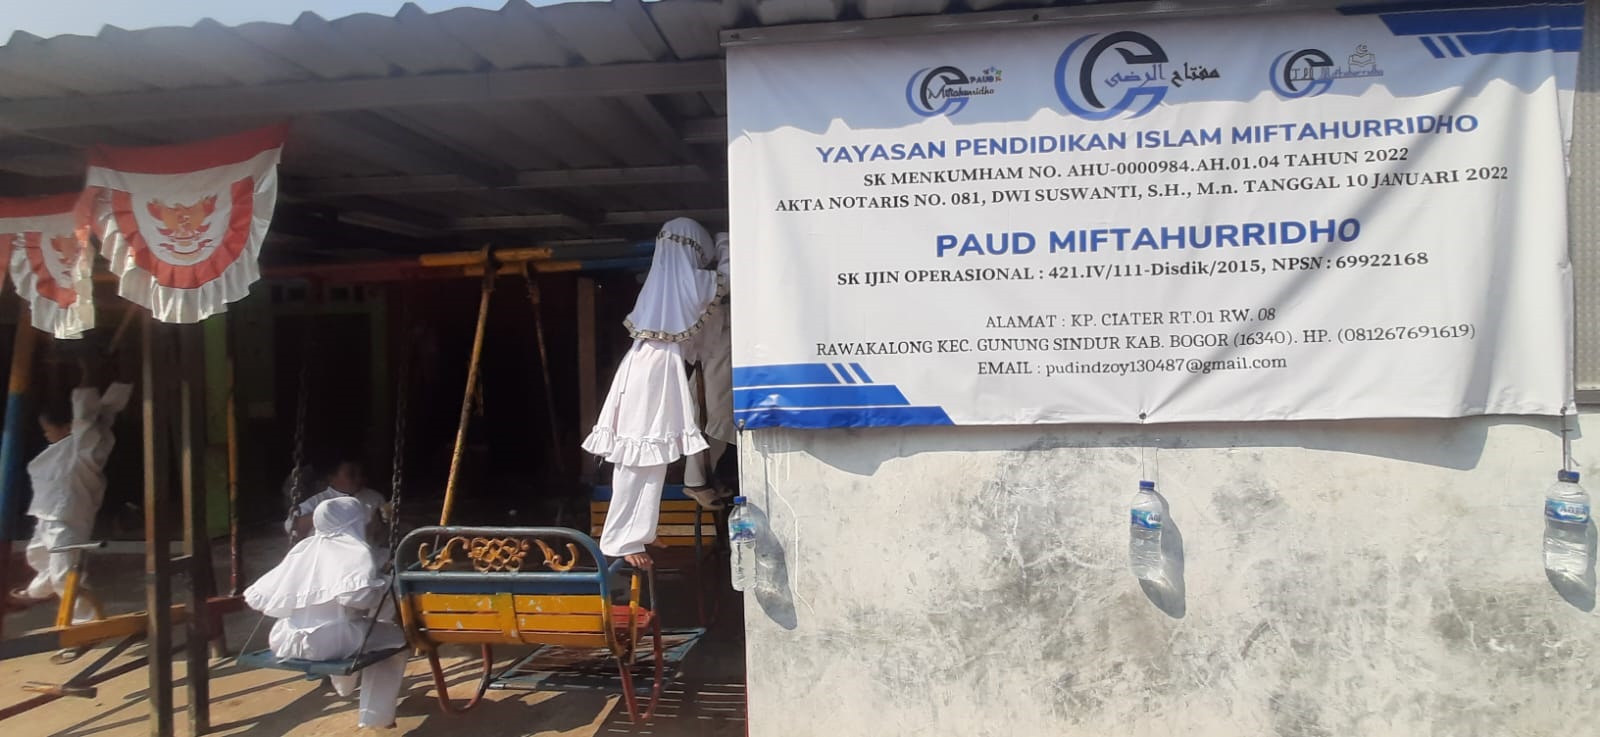 PAUD
Miftahurridho
مفتاح الرضى
Miftahurridho
YAYASAN PENDIDIKAN ISLAM MIFTAHURRIDHO
SK MENKUMHAM NO. AHU-0000984.AH.01.04 TAHUN 2022
AKTA NOTARIS NO. 081, DWI SUSWANTI, S.H., M.n. TANGGAL 10 JANUARI 2022
PAUD MIFTAHURRIDHO
SK IJIN OPERASIONAL : 421.IV/111-Disdik/2015, NPSN : 69922168
ALAMAT : KP. CIATER RT.01 RW. 08
RAWAKALONG KEC. GUNUNG SINDUR KAB. BOGOR (16340). HP. (081267691619)
EMAIL : pudindzoy130487@gmail.com